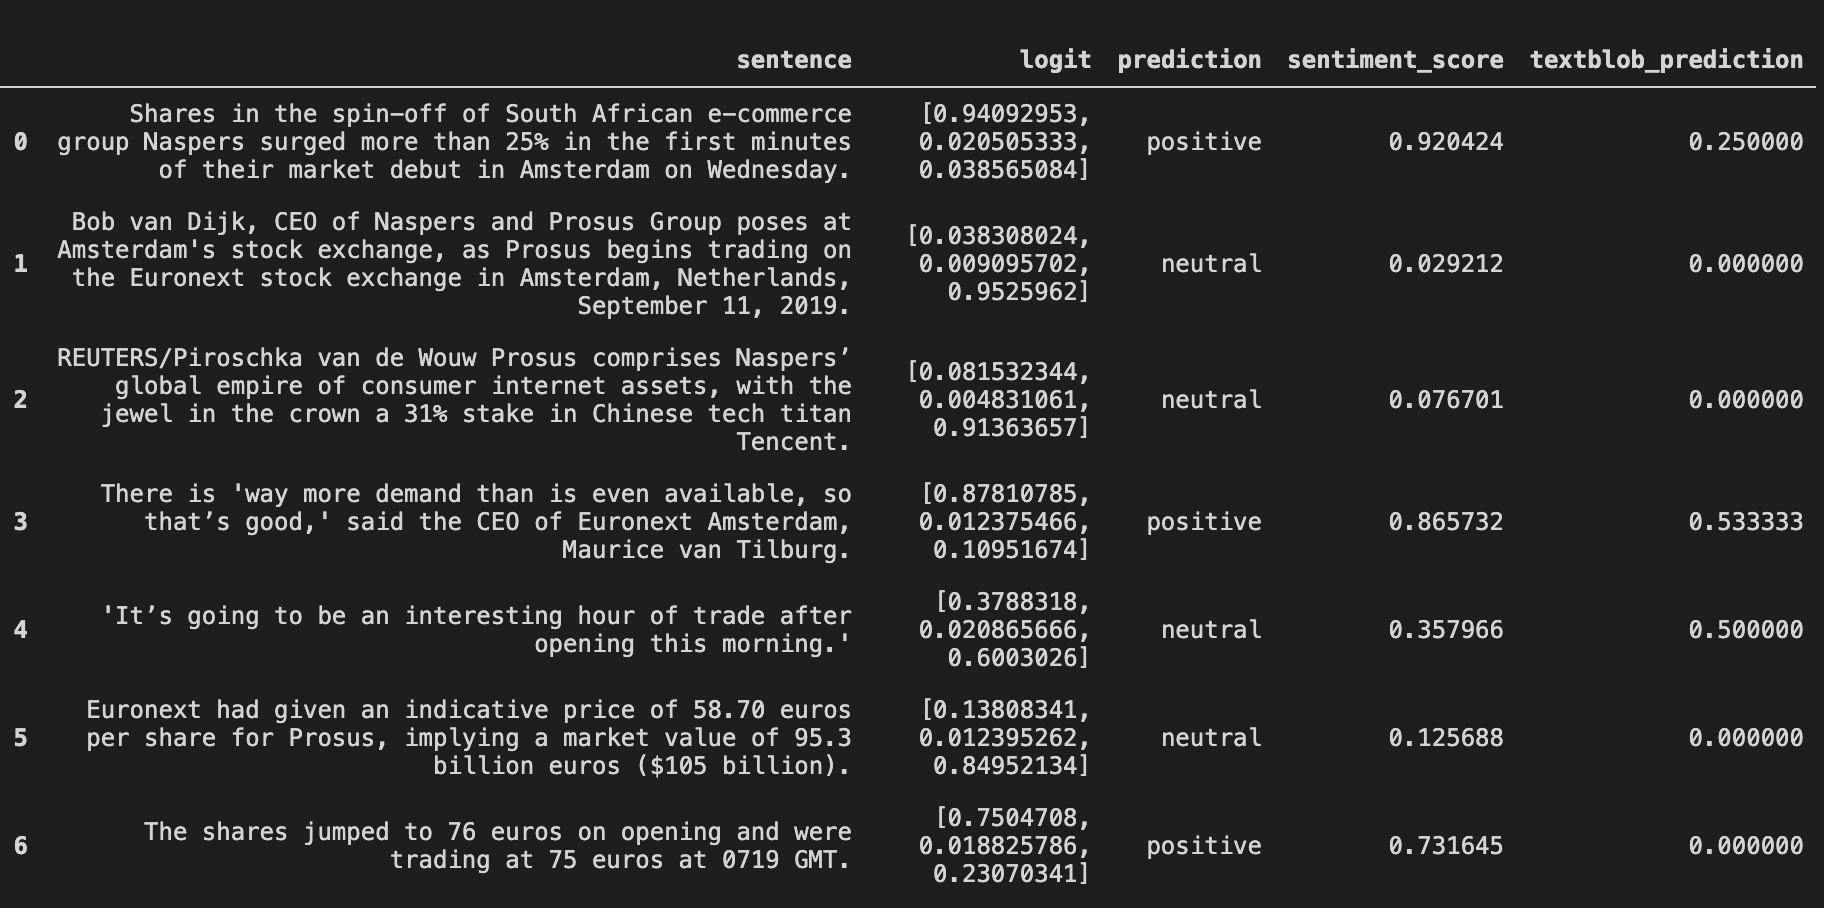 sentence logit prediction sentiment_score textblob_prediction
Shares in the spin-off of South African e-commerce [0.94092953,
0 group Naspers surged more than 25% in the first minutes 0.020505333, positive 0.920424 0.250000
of their market debut in Amsterdam on Wednesday. 0.038565084]
Bob van Dijk, CEO of Naspers and Prosus Group poses at
Amsterdam's stock exchange, as Prosus begins trading on [0.038308024,
1 the Euronext stock exchange in Amsterdam, Netherlands, 0.009095702, neutral 0.029212 0.000000
September 11, 2019. 0.9525962]
REUTERS/Piroschka van de Wouw Prosus comprises Naspers’
global empire of consumer internet assets, with the [0.081532344,
2 jewel in the crown a 31% stake in Chinese tech titan 0.004831061, neutral 0.076701 0.000000
Tencent. 0.91363657]
There is 'way more demand than is even available, so [0.87810785,
3 that’s good,' said the CEO of Euronext Amsterdam, 0.012375466, positive 0.865732 0.533333
Maurice van Tilburg. 0.10951674]
[0.3788318,
4 'It’s going to be an interesting hour of trade after 0.020865666, neutral 0.357966 0.500000
opening this morning.' 0.6003026]
Euronext had given an indicative price of 58.70 euros [0.13808341,
5 per share for Prosus, implying a market value of 95.3 0.012395262, neutral 0.125688 0.000000
billion euros ($105 billion). 0.84952134]
[0.7504708,
6 The shares jumped to 76 euros on opening and were 0.018825786, positive 0.731645 0.000000
trading at 75 euros at 0719 GMT. 0.23070341]